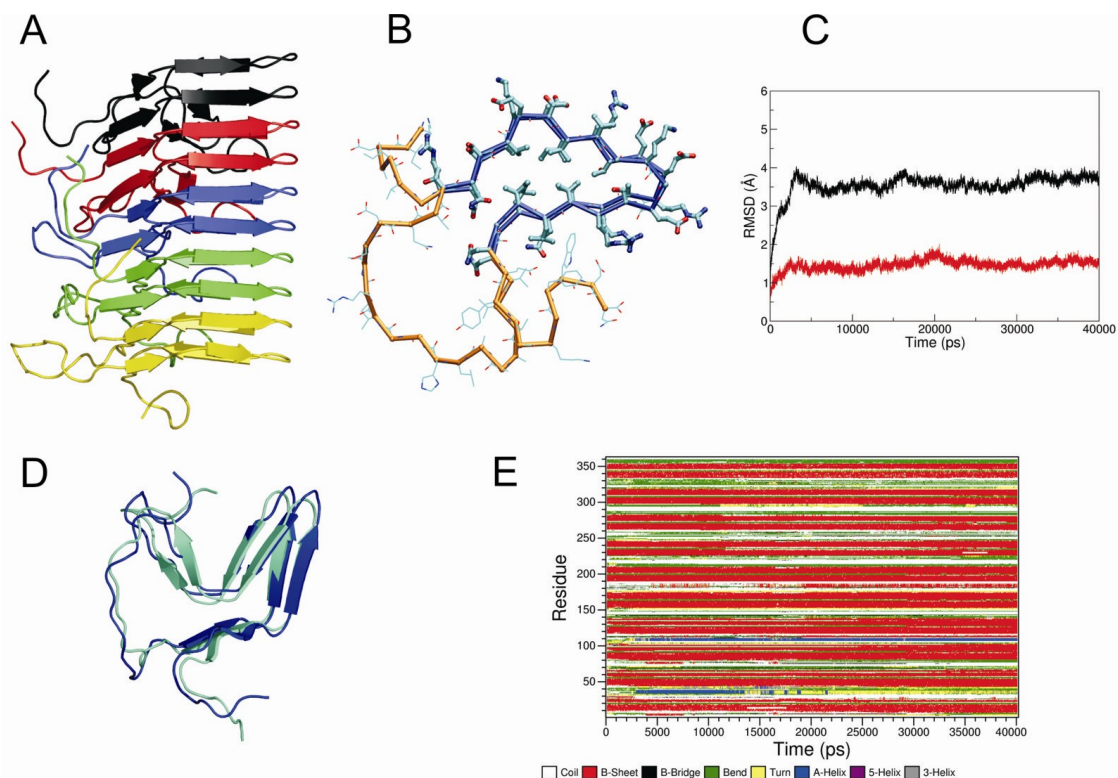 A
B
C
6
5
4
3
2
1
0
RMSD (Å)
0 10000 20000 30000 40000
Time (ps)
D
E
350
300
250
200
150
100
50
Residue
0 5000 10000 15000 20000 25000 30000 35000 40000
Time (ps)
Coil B-Sheet B-Bridge Bend Turn A-Helix 5-Helix 3-Helix